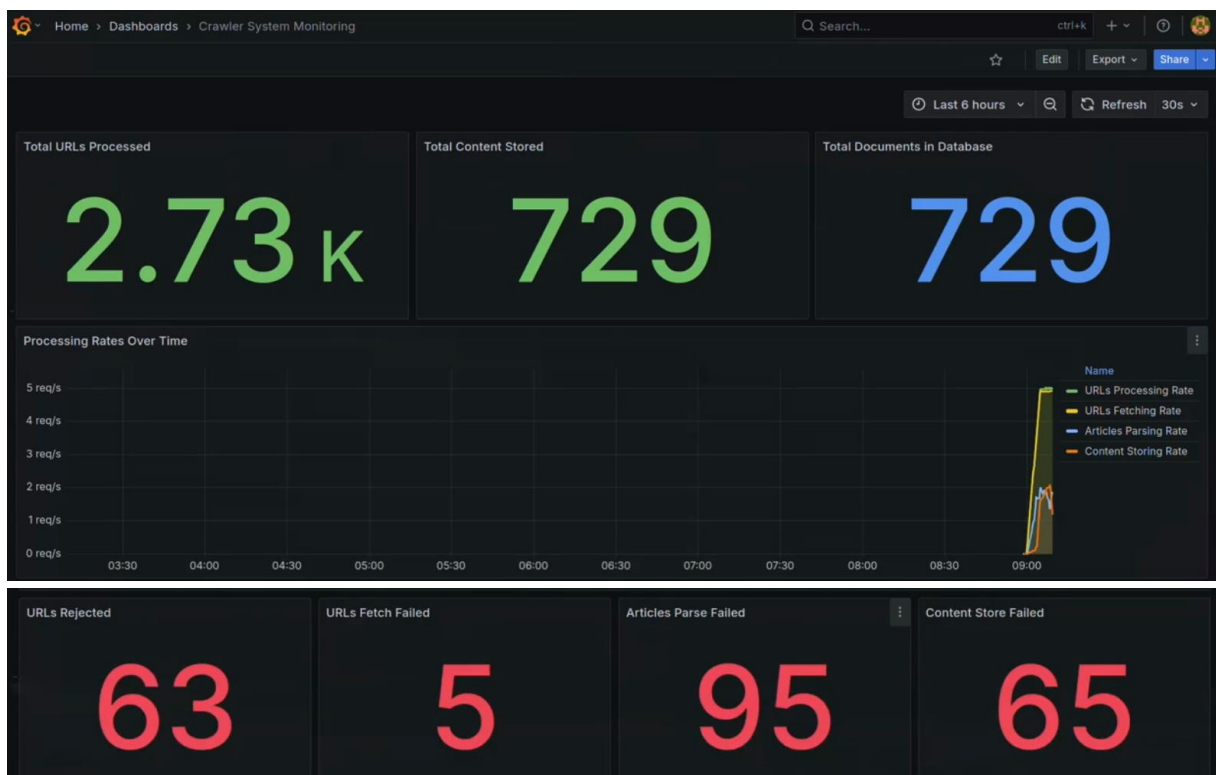 Home › Dashboards › Crawler System Monitoring
Search...
ctrl+k
Edit
Export
Share
Last 6 hours
Refresh
30s
Total URLs Processed
Total Content Stored
Total Documents in Database
2.73 K
729
729
Processing Rates Over Time
5 req/s
4 req/s
3 req/s
2 req/s
1 req/s
0 req/s
03:30
04:00
04:30
05:00
05:30
06:00
06:30
07:00
07:30
08:00
08:30
09:00
Name
URLs Processing Rate
URLs Fetching Rate
Articles Parsing Rate
Content Storing Rate
URLs Rejected
URLs Fetch Failed
Articles Parse Failed
Content Store Failed
63
5
95
65